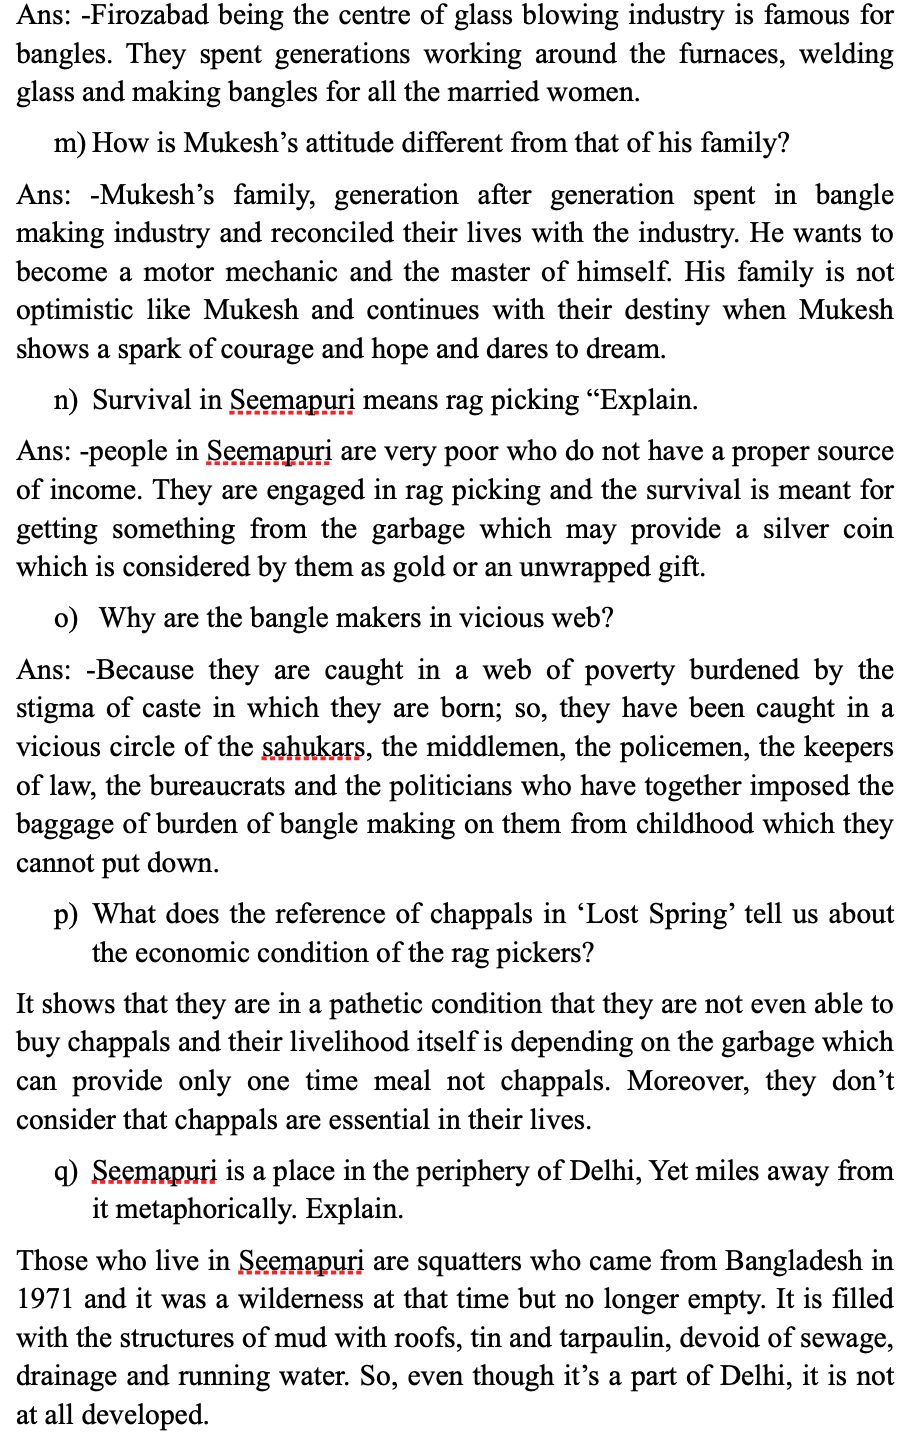 Ans: -Firozabad being the centre of glass blowing industry is famous for
bangles. They spent generations working around the furnaces, welding
glass and making bangles for all the married women.
m) How is Mukesh’s attitude different from that of his family?
Ans: -Mukesh’s family, generation after generation spent in bangle
making industry and reconciled their lives with the industry. He wants to
become a motor mechanic and the master of himself. His family is not
optimistic like Mukesh and continues with their destiny when Mukesh
shows a spark of courage and hope and dares to dream.
n) Survival in Seemapuri means rag picking “Explain.
Ans: -people in Seemapuri are very poor who do not have a proper source
of income. They are engaged in rag picking and the survival is meant for
getting something from the garbage which may provide a silver coin
which is considered by them as gold or an unwrapped gift.
o) Why are the bangle makers in vicious web?
Ans: -Because they are caught in a web of poverty burdened by the
stigma of caste in which they are born; so, they have been caught in a
vicious circle of the sahukars, the middlemen, the policemen, the keepers
of law, the bureaucrats and the politicians who have together imposed the
baggage of burden of bangle making on them from childhood which they
cannot put down.
p) What does the reference of chappals in ‘Lost Spring’ tell us about
the economic condition of the rag pickers?
It shows that they are in a pathetic condition that they are not even able to
buy chappals and their livelihood itself is depending on the garbage which
can provide only one time meal not chappals. Moreover, they don’t
consider that chappals are essential in their lives.
q) Seemapuri is a place in the periphery of Delhi, Yet miles away from
it metaphorically. Explain.
Those who live in Seemapuri are squatters who came from Bangladesh in
1971 and it was a wilderness at that time but no longer empty. It is filled
with the structures of mud with roofs, tin and tarpaulin, devoid of sewage,
drainage and running water. So, even though it’s a part of Delhi, it is not
at all developed.